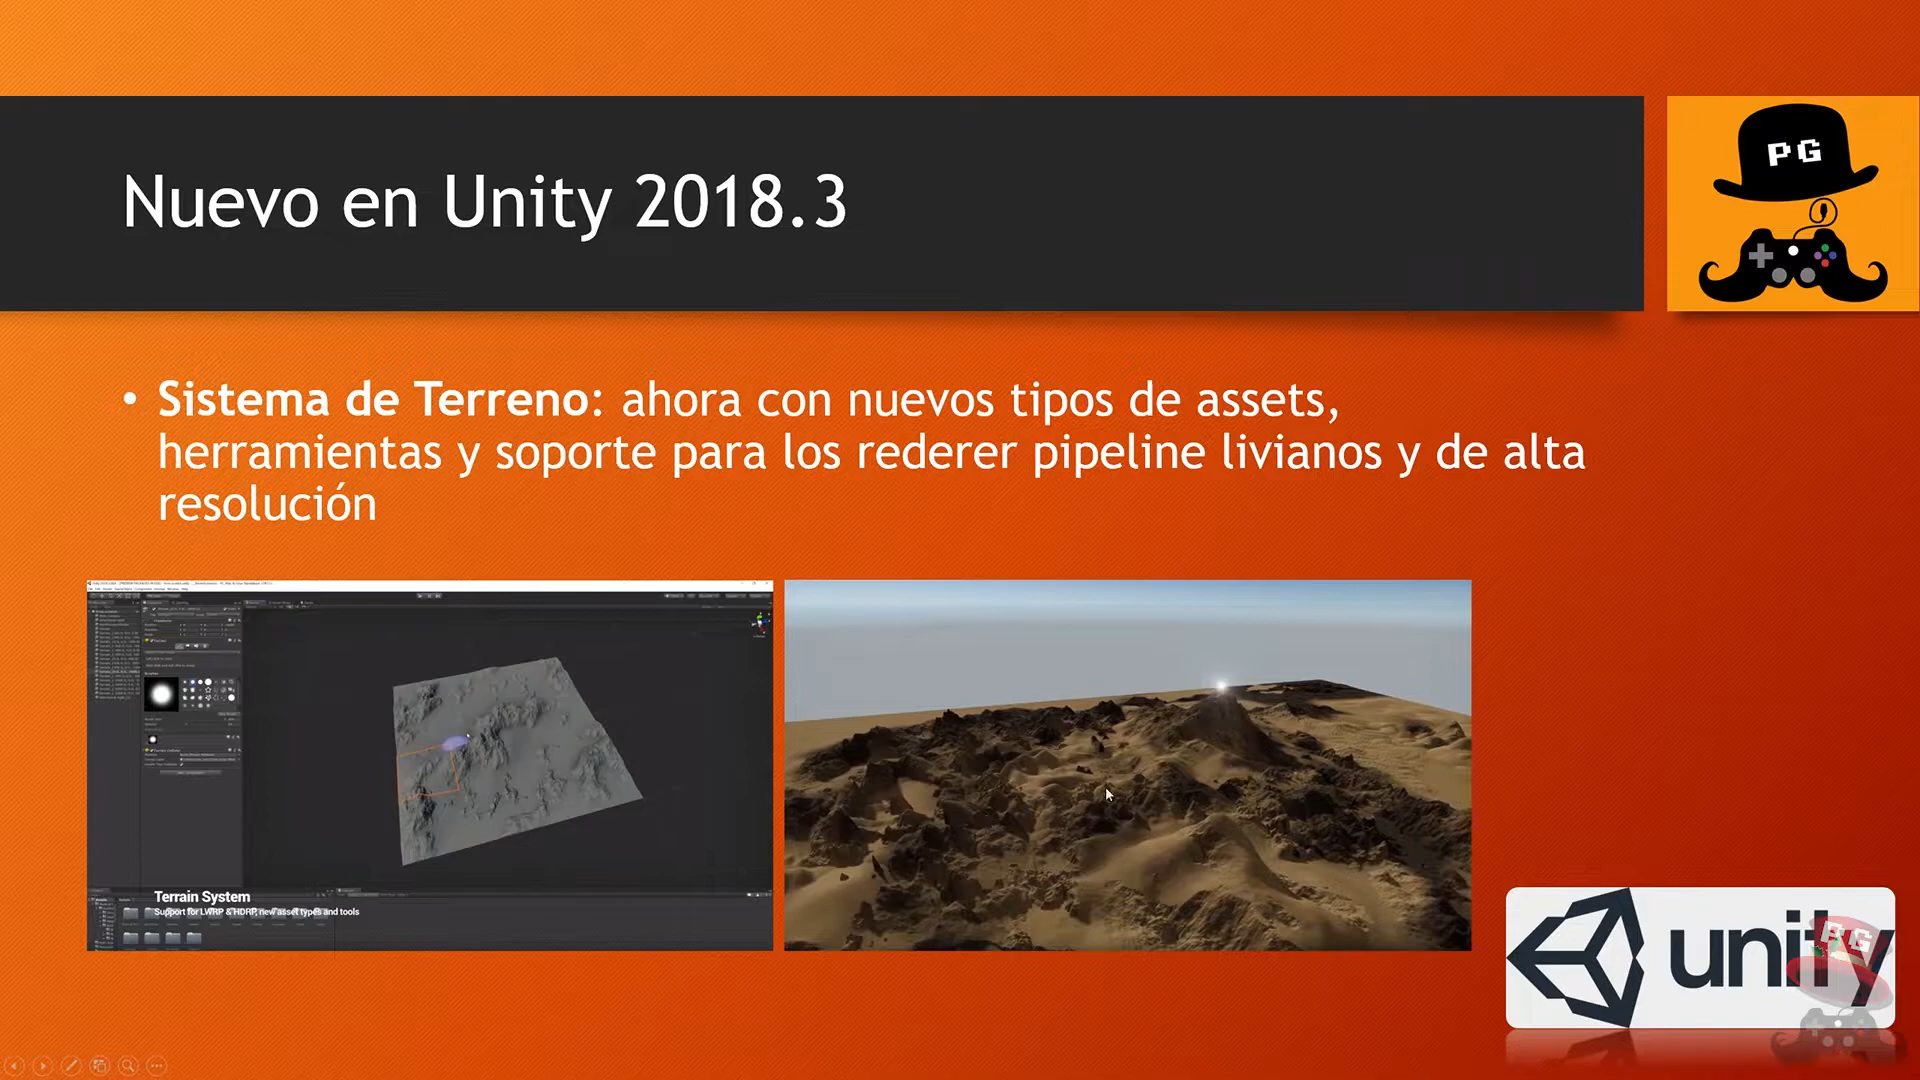 PG
Nuevo en Unity 2018.3
• Sistema de Terreno: ahora con nuevos tipos de assets,
herramientas y soporte para los rederer pipeline livianos y de alta
resolución
Terrain System
Support for LWRP & HDRP, new asset types and tools
unity
PG